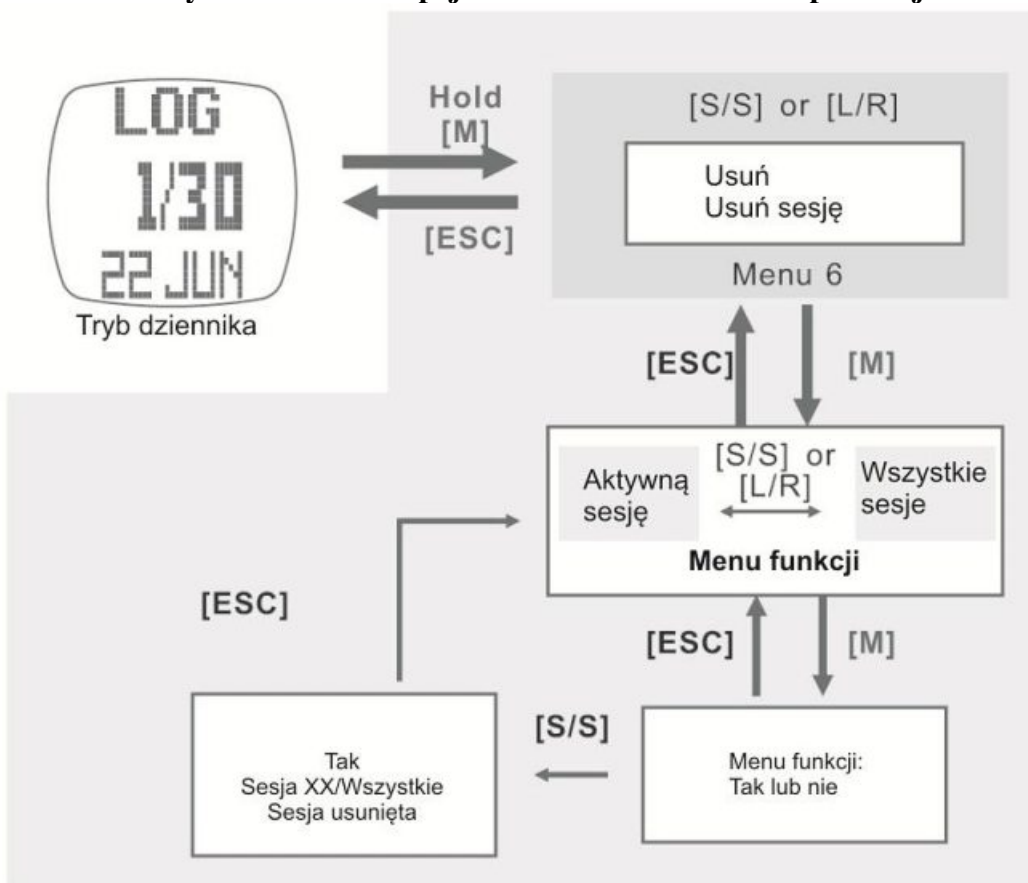 LOG
1/30
22 JUN
Tryb dziennika
Hold
[M]
[ESC]
[S/S] or [L/R]
Usuń
Usuń sesję
Menu 6
[ESC]
[M]
Aktywną
sesję
[S/S] or
[L/R]
Wszystkie
sesje
Menu funkcji
[ESC]
[ESC]
[M]
Tak
Sesja XX/Wszystkie
Sesja usunięta
[S/S]
Menu funkcji:
Tak lub nie